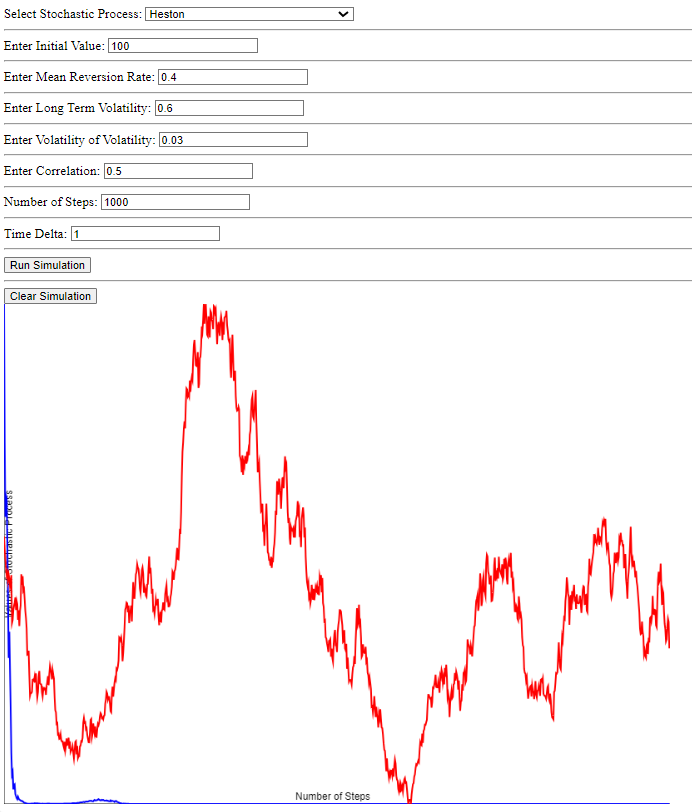 Select Stochastic Process: Heston
Enter Initial Value: 100
Enter Mean Reversion Rate: 0.4
Enter Long Term Volatility: 0.6
Enter Volatility of Volatility: 0.03
Enter Correlation: 0.5
Number of Steps: 1000
Time Delta: 1
Run Simulation
Clear Simulation
Values of Stochastic Process
Number of Steps